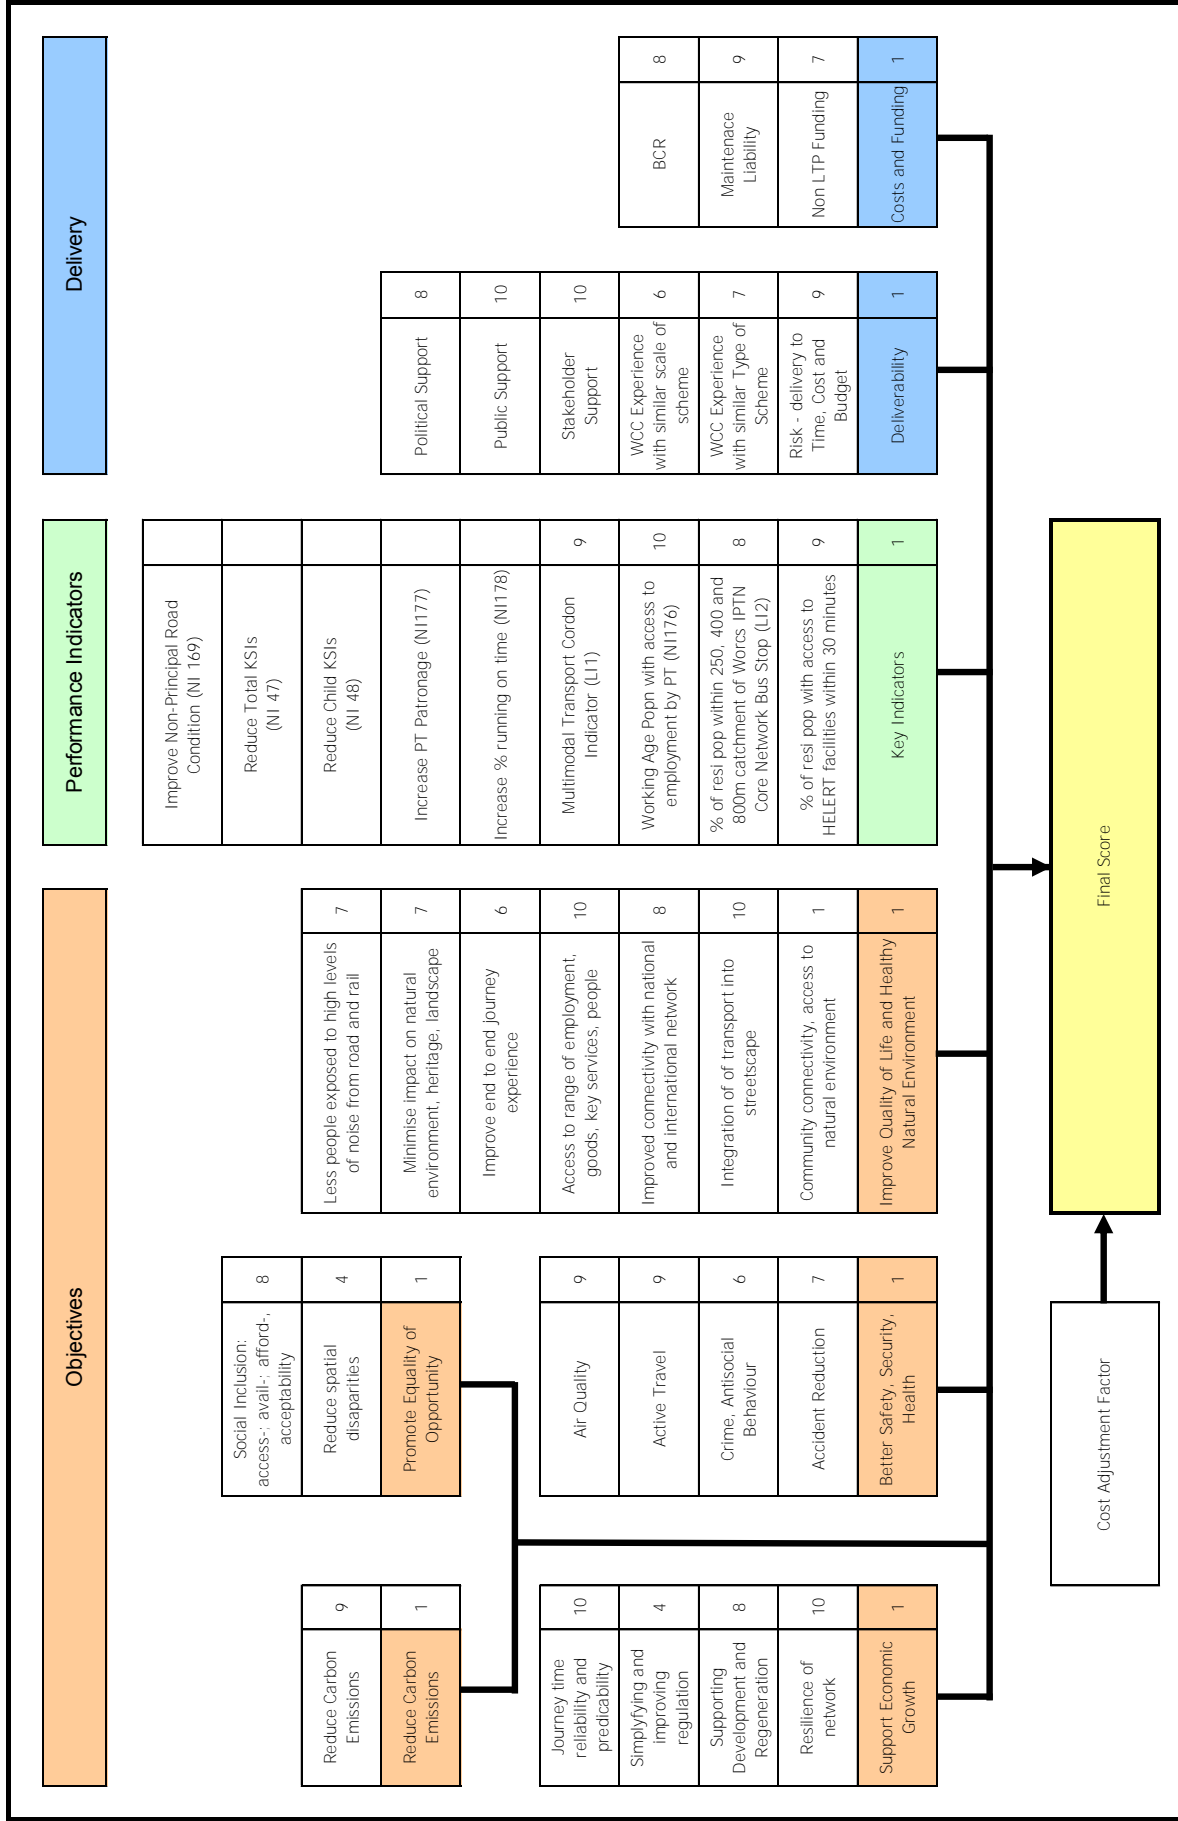 Objectives
Performance Indicators
Delivery
Reduce Carbon
Emissions
9
Reduce Carbon
Emissions
1
Social Inclusion:
access-; avail-; afford-,
acceptability
8
Reduce spatial
disaparities
4
Promote Equality of
Opportunity
1
Journey time
reliability and
predicability
10
Simplyfying and
improving
regulation
4
Supporting
Development and
Regeneration
8
Resilience of
network
10
Support Economic
Growth
1
Air Quality
9
Active Travel
9
Crime, Antisocial
Behaviour
6
Accident Reduction
7
Better Safety, Security,
Health
1
Less people exposed to high levels
of noise from road and rail
7
Minimise impact on natural
environment, heritage, landscape
7
Improve end to end journey
experience
6
Access to range of employment,
goods, key services, people
10
Improved connectivity with national
and international network
8
Integration of of transport into
streetscape
10
Community connectivity, access to
natural environment
1
Improve Quality of Life and Healthy
Natural Environment
1
Improve Non-Principal Road
Condition (NI 169)
Reduce Total KSIs
(NI 47)
Reduce Child KSIs
(NI 48)
Increase PT Patronage (NI177)
Increase % running on time (NI178)
Multimodal Transport Cordon
Indicator (LI1)
9
Working Age Popn with access to
employment by PT (NI176)
10
% of resi pop within 250, 400 and
800m catchment of Worcs IPTN
Core Network Bus Stop (LI2)
8
% of resi pop with access to
HELERT facilities within 30 minutes
9
Key Indicators
1
Political Support
8
Public Support
10
Stakeholder
Support
10
WCC Experience
with similar scale of
scheme
6
WCC Experience
with similar Type of
Scheme
7
Risk - delivery to
Time, Cost and
Budget
9
Deliverability
1
BCR
8
Maintenace
Liability
9
Non LTP Funding
7
Costs and Funding
1
Cost Adjustment Factor
Final Score